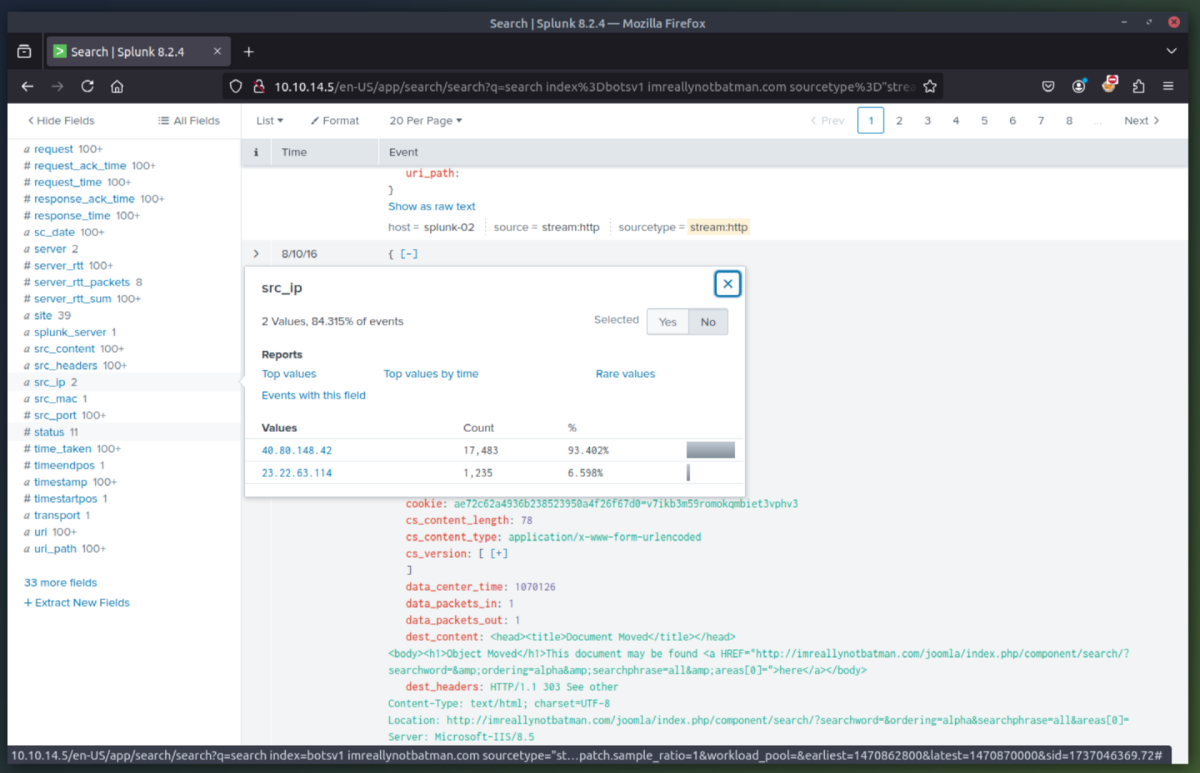 Search | Splunk 8.2.4 — Mozilla Firefox
Search | Splunk 8.2.4
10.10.14.5/en-US/app/search/search?q=search index%3Dbotsv1 imreallynotbatman.com sourcetype%3D"strea
Hide Fields
All Fields
List
Format
20 Per Page
Prev
1 2 3 4 5 6 7 8 ...
Next
i Time Event
a request 100+
# request_ack_time 100+
# request_time 100+
# response_ack_time 100+
# response_time 100+
a sc_date 100+
a server 2
# server_rtt 100+
# server_rtt_packets 8
# server_rtt_sum 100+
a site 39
a splunk_server 1
a src_content 100+
a src_headers 100+
a src_ip 2
a src_mac 1
# src_port 100+
# status 11
# time_taken 100+
# timeendpos 1
a timestamp 100+
# timestartpos 1
a transport 1
a uri 100+
a uri_path 100+
33 more fields
+ Extract New Fields
uri_path:
}
Show as raw text
host = splunk-02 source = stream:http sourcetype = stream:http
8/10/16 { [-]
src_ip
2 Values, 84.315% of events
Selected Yes No
Reports
Top values Top values by time Rare values
Events with this field
Values Count %
40.80.148.42 17,483 93.402%
23.22.63.114 1,235 6.598%
cookie: ae72c62a4936b238523950a4f26f67d0=v7ikb3m59romokqmbiet3vphv3
cs_content_length: 78
cs_content_type: application/x-www-form-urlencoded
cs_version: [ [+]
]
data_center_time: 1070126
data_packets_in: 1
data_packets_out: 1
dest_content: <head><title>Document Moved</title></head>
<body><h1>Object Moved</h1>This document may be found <a HREF="http://imreallynotbatman.com/joomla/index.php/component/search/?
searchword=&amp;ordering=alpha&amp;searchphrase=all&amp;areas[0]=">here</a></body>
dest_headers: HTTP/1.1 303 See other
Content-Type: text/html; charset=UTF-8
Location: http://imreallynotbatman.com/joomla/index.php/component/search/?searchword=&ordering=alpha&searchphrase=all&areas[0]=
Server: Microsoft-IIS/8.5
10.10.14.5/en-US/app/search/search?q=search index=botsv1 imreallynotbatman.com sourcetype="st...patch.sample_ratio=1&workload_pool=&earliest=1470862800&latest=1470870000&sid=1737046369.72#